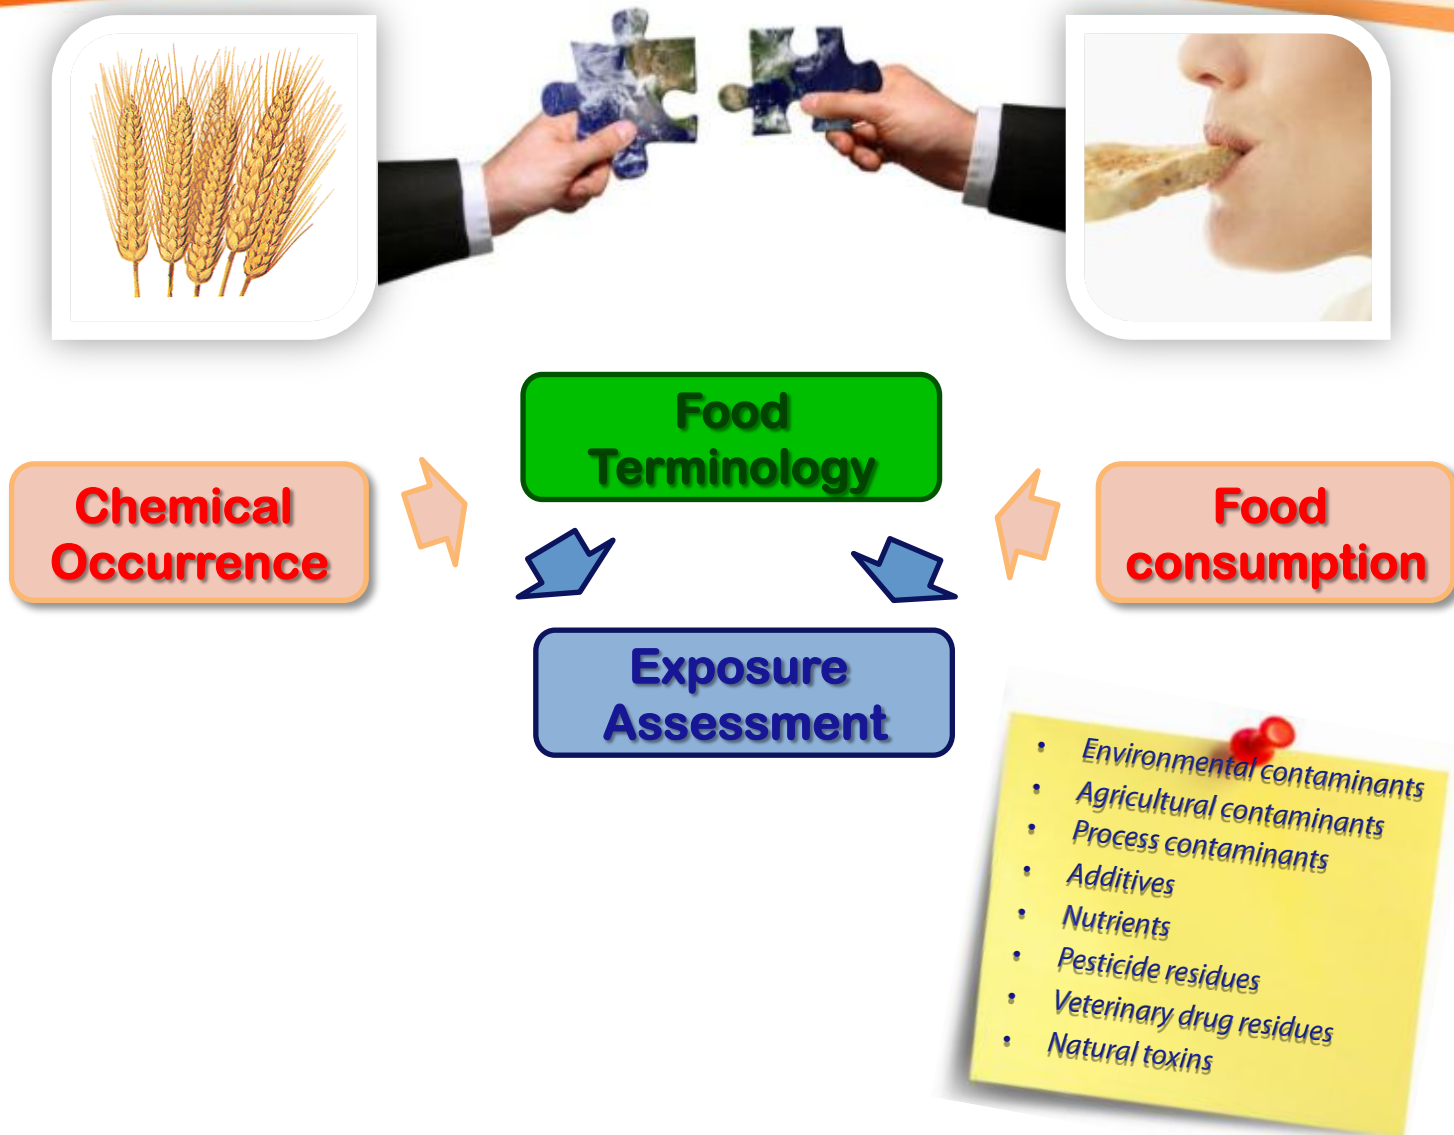 Food
Terminology
Chemical
Occurrence
Food
consumption
Exposure
Assessment
• Environmental contaminants
• Agricultural contaminants
• Process contaminants
• Additives
• Nutrients
• Pesticide residues
• Veterinary drug residues
• Natural toxins